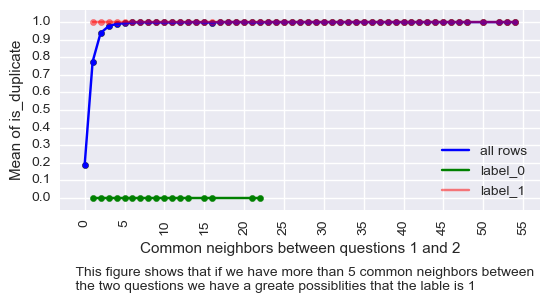 1.0
0.9
0.8
0.7
0.6
0.5
0.4
0.3
0.2
0.1
0.0
Mean of is_duplicate
all rows
label_0
label_1
0 5 10 15 20 25 30 35 40 45 50 55
Common neighbors between questions 1 and 2
This figure shows that if we have more than 5 common neighbors between
the two questions we have a greate possiblities that the lable is 1